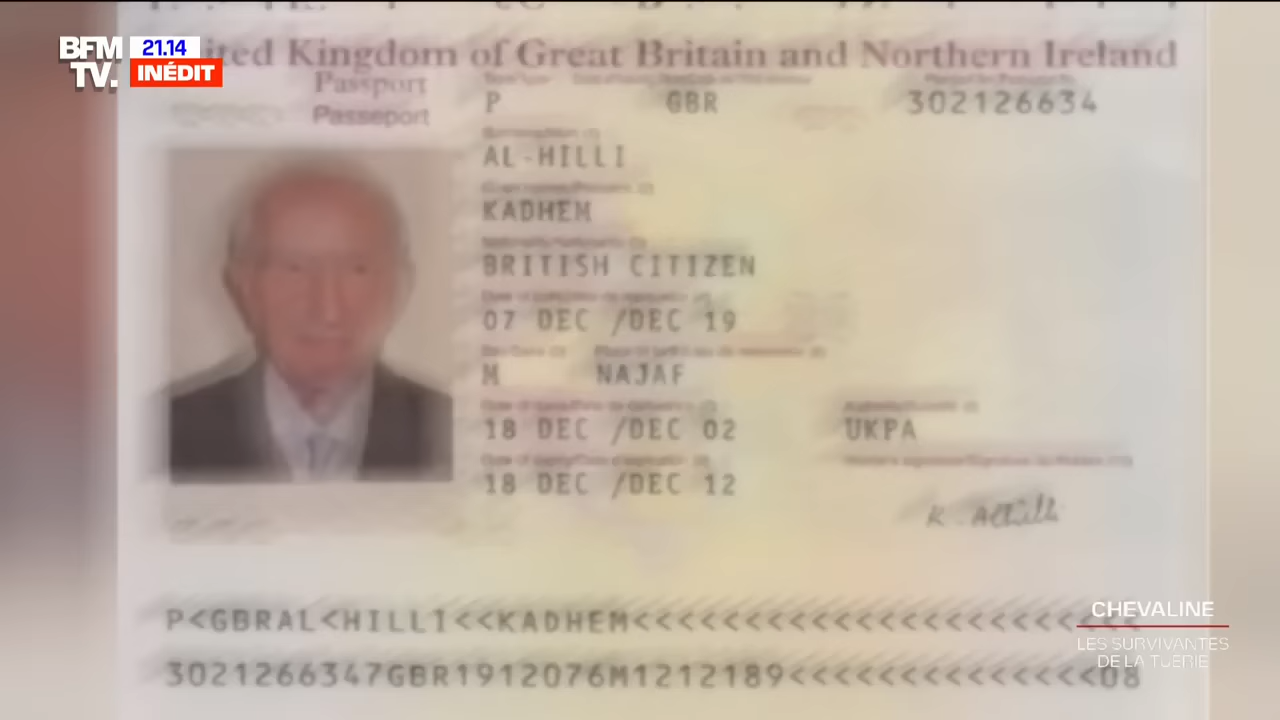 BFM
TV.
21.14
INÉDIT
United Kingdom of Great Britain and Northern Ireland
Passport
Passeport
P GBR 302126634
AL-HILLI
KADHEM
BRITISH CITIZEN
07 DEC /DEC 19
M NAJAF
18 DEC /DEC 02 UKPA
18 DEC /DEC 12
K. AlHilli
P<GBRAL<HILLI<<KADHEM<<<<<<<<<<<<<<<<<<<<<<<
3021266347GBR1912076M1212189<<<<<<<<<<<<<<08
CHEVALINE
LES SURVIVANTES
DE LA TUERIE